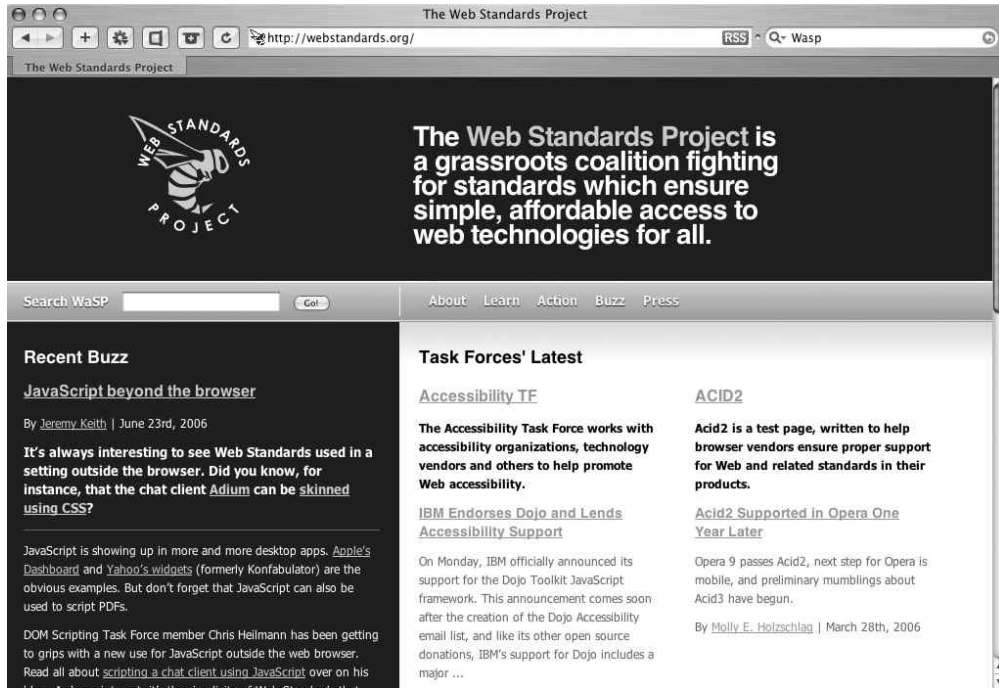 The Web Standards Project
http://webstandards.org/
RSS
Wasp
The Web Standards Project
WEB STANDARDS PROJECT
The Web Standards Project is
a grassroots coalition fighting
for standards which ensure
simple, affordable access to
web technologies for all.
Search WaSP
Go!
About Learn Action Buzz Press
Recent Buzz
JavaScript beyond the browser
By Jeremy Keith | June 23rd, 2006
It's always interesting to see Web Standards used in a
setting outside the browser. Did you know, for
instance, that the chat client Adium can be skinned
using CSS?
JavaScript is showing up in more and more desktop apps. Apple's
Dashboard and Yahoo's widgets (formerly Konfabulator) are the
obvious examples. But don't forget that JavaScript can also be
used to script PDFs.
DOM Scripting Task Force member Chris Heilmann has been getting
to grips with a new use for JavaScript outside the web browser.
Read all about scripting a chat client using JavaScript over on his
Task Forces' Latest
Accessibility TF
The Accessibility Task Force works with
accessibility organizations, technology
vendors and others to help promote
Web accessibility.
IBM Endorses Dojo and Lends
Accessibility Support
On Monday, IBM officially announced its
support for the Dojo Toolkit JavaScript
framework. This announcement comes soon
after the creation of the Dojo Accessibility
email list, and like its other open source
donations, IBM's support for Dojo includes a
major ...
ACID2
Acid2 is a test page, written to help
browser vendors ensure proper support
for Web and related standards in their
products.
Acid2 Supported in Opera One
Year Later
Opera 9 passes Acid2, next step for Opera is
mobile, and preliminary mumblings about
Acid3 have begun.
By Molly E. Holzschlag | March 28th, 2006